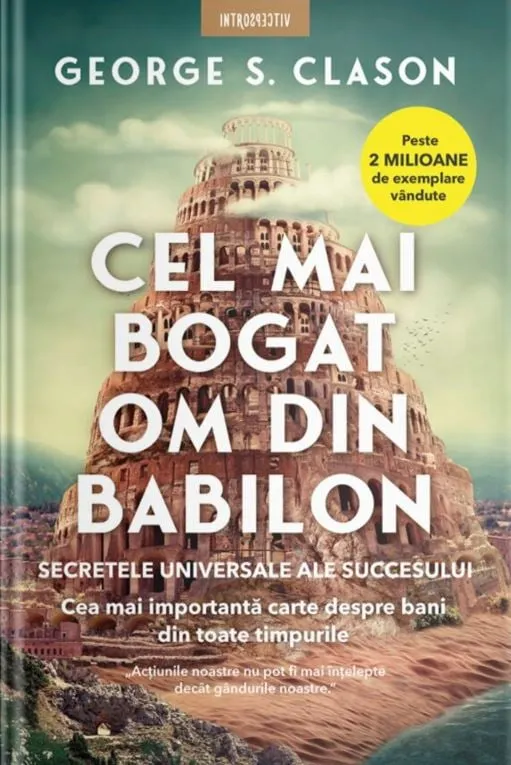 INTROSPECTIV
GEORGE S. CLASON
Peste
2 MILIOANE
de exemplare
vândute
CEL MAI
BOGAT
OM DIN
BABILON
SECRETELE UNIVERSALE ALE SUCCESULUI
Cea mai importantă carte despre bani
din toate timpurile
„Acțiunile noastre nu pot fi mai înțelepte
decât gândurile noastre.”